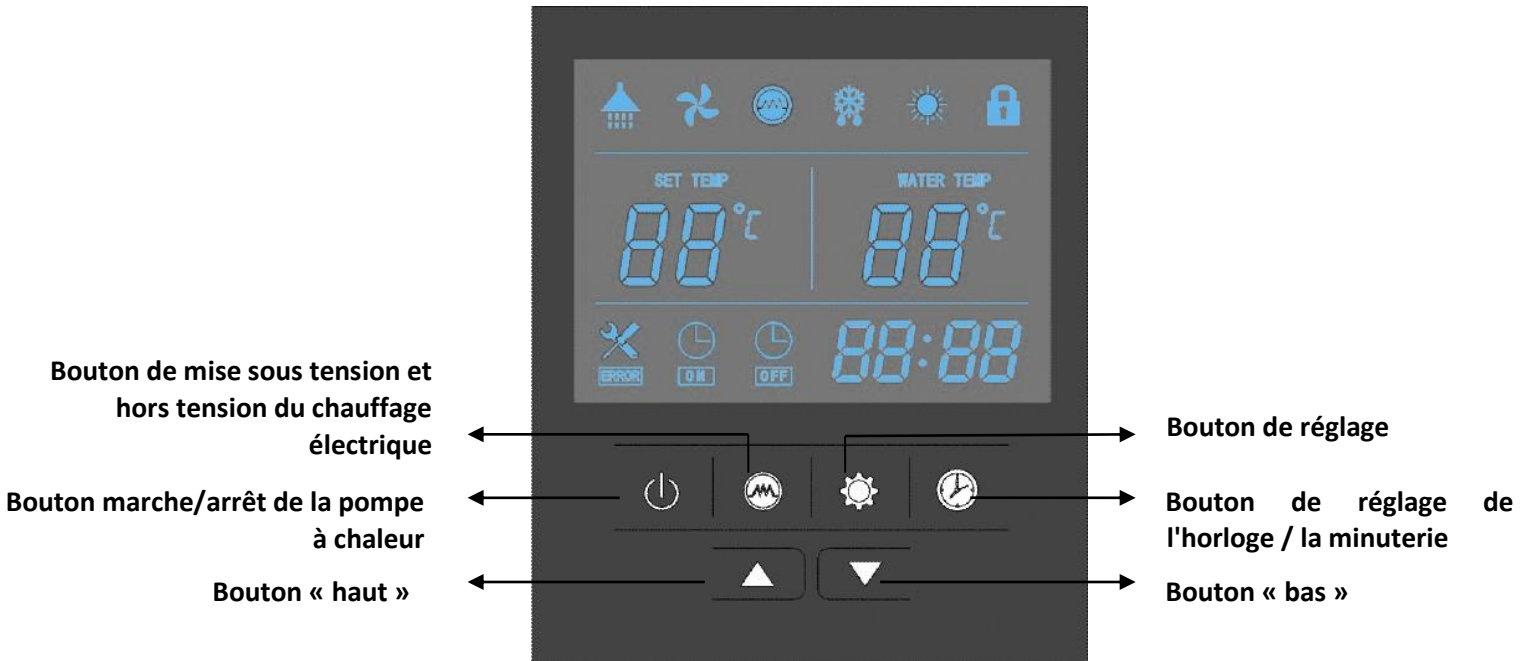 SET TEMP
WATER TEMP
88°C
88°C
ERROR
ON
OFF
88:88
Bouton de mise sous tension et
hors tension du chauffage
électrique
Bouton de réglage
Bouton marche/arrêt de la pompe
à chaleur
Bouton de réglage de
l'horloge / la minuterie
Bouton « haut »
Bouton « bas »